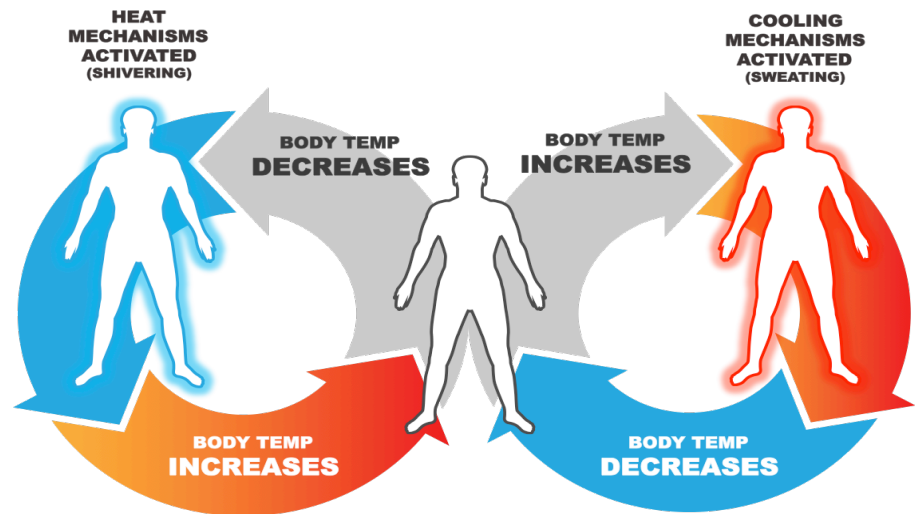 HEAT
MECHANISMS
ACTIVATED
(SHIVERING)
COOLING
MECHANISMS
ACTIVATED
(SWEATING)
BODY TEMP
DECREASES
BODY TEMP
INCREASES
BODY TEMP
INCREASES
BODY TEMP
DECREASES